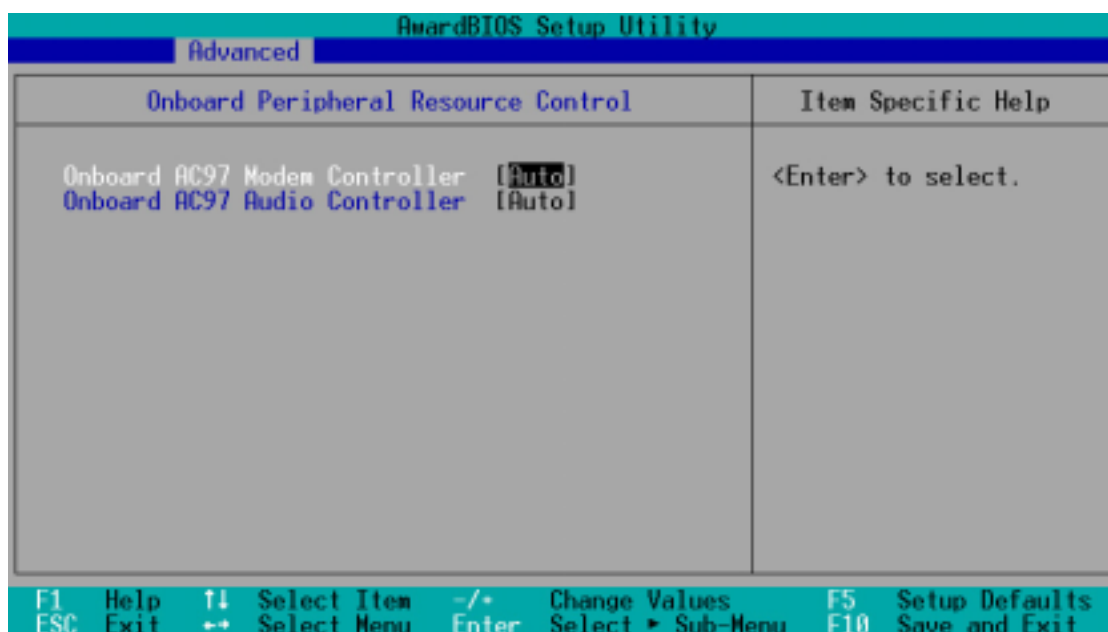 AwardBIOS Setup Utility
Advanced
Onboard Peripheral Resource Control
Item Specific Help
Onboard AC97 Modem Controller [Auto]
Onboard AC97 Audio Controller [Auto]
<Enter> to select.
F1 Help ↑↓ Select Item -/+ Change Values F5 Setup Defaults
ESC Exit ←→ Select Menu Enter Select ► Sub-Menu F10 Save and Exit